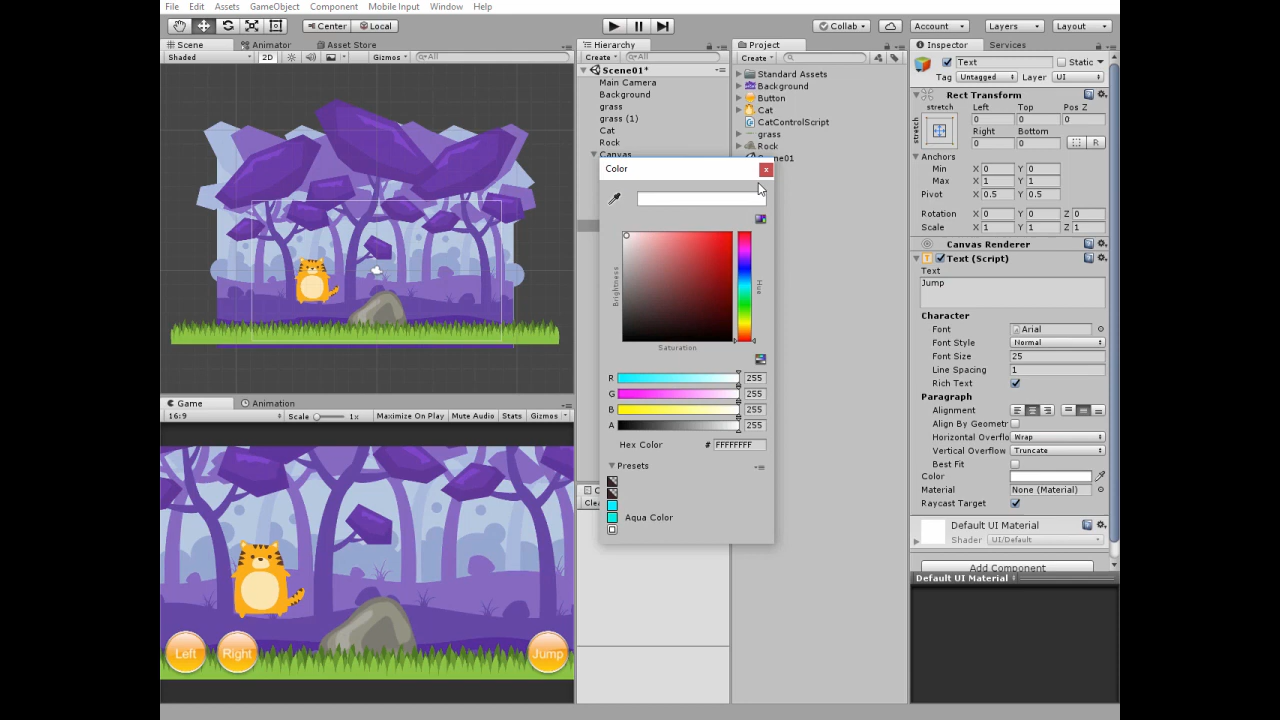 File Edit Assets GameObject Component Mobile Input Window Help
Center Local Collab Account Layers Layout
Scene Animator Asset Store
Shaded 2D Gizmos All
Hierarchy
Create All
Scene01*
Main Camera
Background
grass
grass (1)
Cat
Rock
Canvas
Project
Create
Standard Assets
Background
Button
Cat
CatControlScript
grass
Rock
Color
x
Brightness
Hue
Saturation
R 255
G 255
B 255
A 255
Hex Color # FFFFFFFF
Presets
Aqua Color
Game Animation
16:9 Scale 1x Maximize On Play Mute Audio Stats Gizmos
Left Right Jump
Inspector Services
Text Static
Tag Untagged Layer UI
Rect Transform
stretch Left Top Pos Z
stretch 0 0 0
Right Bottom
0 0 R
Anchors
Min X 0 Y 0
Max X 1 Y 1
Pivot X 0.5 Y 0.5
Rotation X 0 Y 0 Z 0
Scale X 1 Y 1 Z 1
Canvas Renderer
Text (Script)
Text
Jump
Character
Font Arial
Font Style Normal
Font Size 25
Line Spacing 1
Rich Text
Paragraph
Alignment
Align By Geometr
Horizontal Overflo Wrap
Vertical Overflow Truncate
Best Fit
Color
Material None (Material)
Raycast Target
Default UI Material
Shader UI/Default
Add Component
Default UI Material